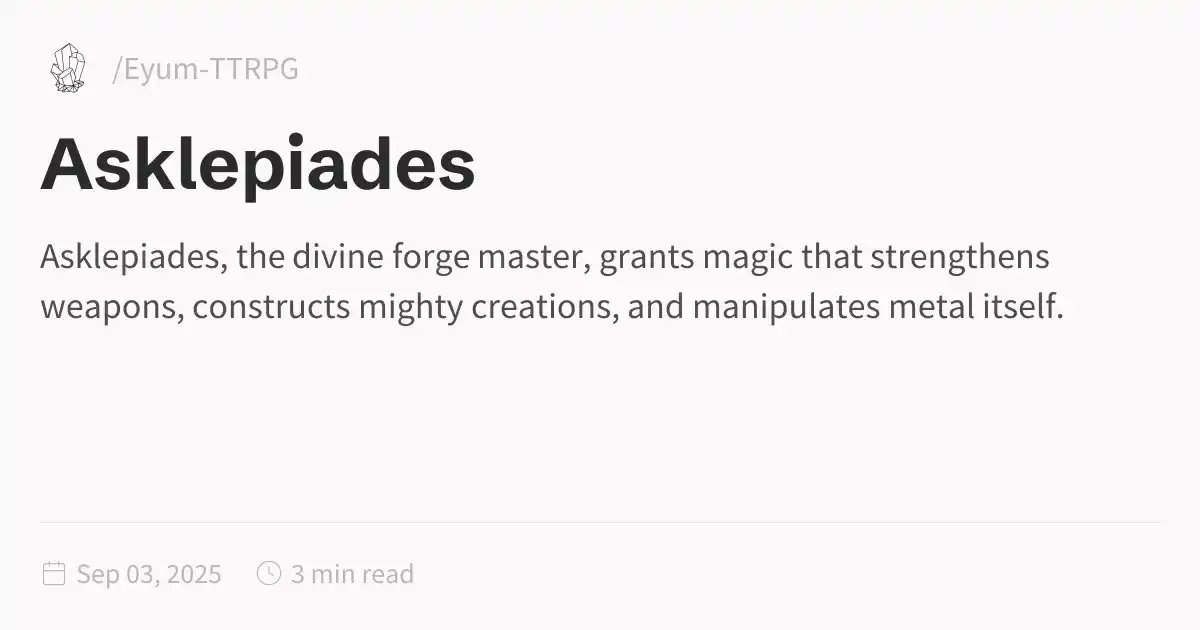 /Eyum-TTRPG
Asklepiades
Asklepiades, the divine forge master, grants magic that strengthens
weapons, constructs mighty creations, and manipulates metal itself.
Sep 03, 2025 3 min read